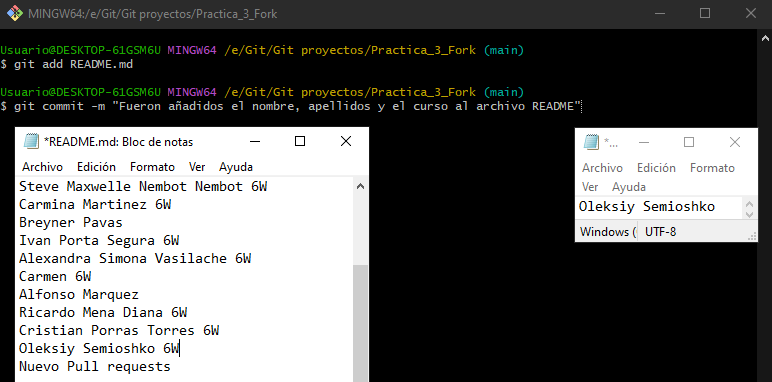 MINGW64:/e/Git/Git proyectos/Practica_3_Fork
Usuario@DESKTOP-61GSM6U MINGW64 /e/Git/Git proyectos/Practica_3_Fork (main)
$ git add README.md
Usuario@DESKTOP-61GSM6U MINGW64 /e/Git/Git proyectos/Practica_3_Fork (main)
$ git commit -m "Fueron añadidos el nombre, apellidos y el curso al archivo README"
*README.md: Bloc de notas
Archivo Edición Formato Ver Ayuda
Steve Maxwelle Nembot Nembot 6W
Carmina Martinez 6W
Breyner Pavas
Ivan Porta Segura 6W
Alexandra Simona Vasilache 6W
Carmen 6W
Alfonso Marquez
Ricardo Mena Diana 6W
Cristian Porras Torres 6W
Oleksiy Semioshko 6W
Nuevo Pull requests
*...
Archivo Edición Formato
Ver Ayuda
Oleksiy Semioshko
Windows ( UTF-8